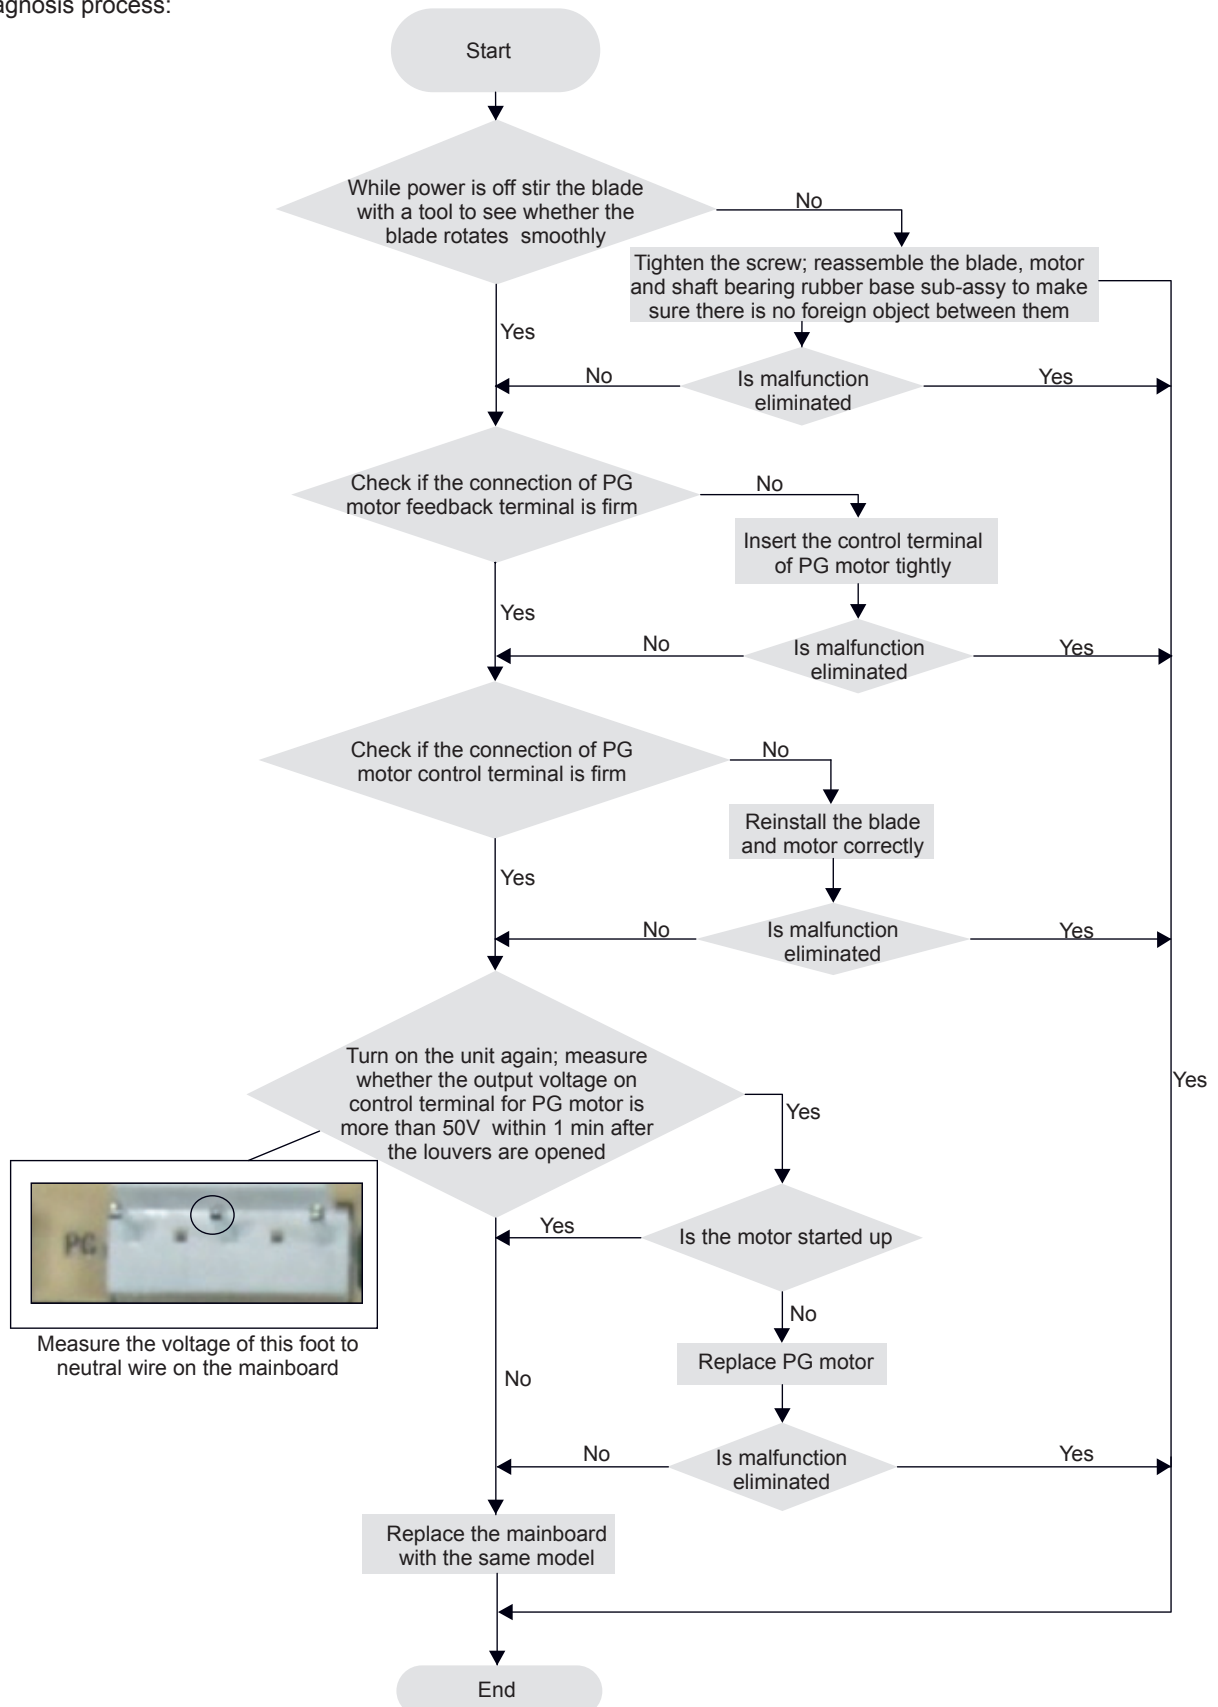 agnosis process:
Start
While power is off stir the blade
with a tool to see whether the
blade rotates smoothly
No
Tighten the screw; reassemble the blade, motor
and shaft bearing rubber base sub-assy to make
sure there is no foreign object between them
Yes
No
Is malfunction
eliminated
Yes
Check if the connection of PG
motor feedback terminal is firm
No
Insert the control terminal
of PG motor tightly
Yes
No
Is malfunction
eliminated
Yes
Check if the connection of PG
motor control terminal is firm
No
Reinstall the blade
and motor correctly
Yes
No
Is malfunction
eliminated
Yes
Turn on the unit again; measure
whether the output voltage on
control terminal for PG motor is
more than 50V within 1 min after
the louvers are opened
Yes
Yes
PG
Measure the voltage of this foot to
neutral wire on the mainboard
Yes
Is the motor started up
No
Replace PG motor
No
No
Is malfunction
eliminated
Yes
Replace the mainboard
with the same model
End